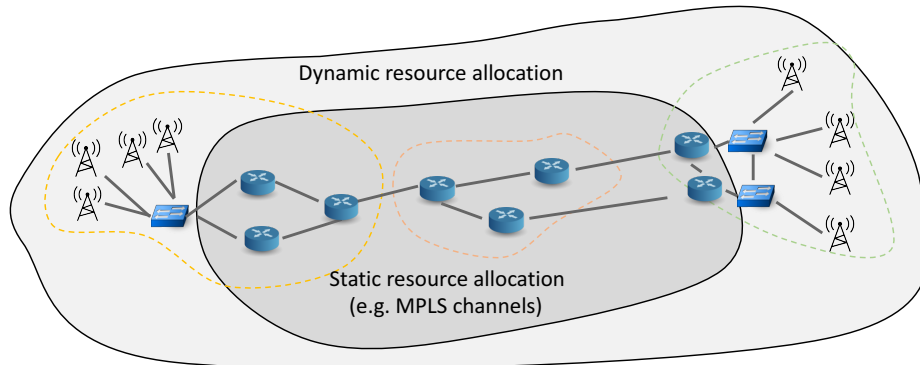 Dynamic resource allocation
Static resource allocation
(e.g. MPLS channels)